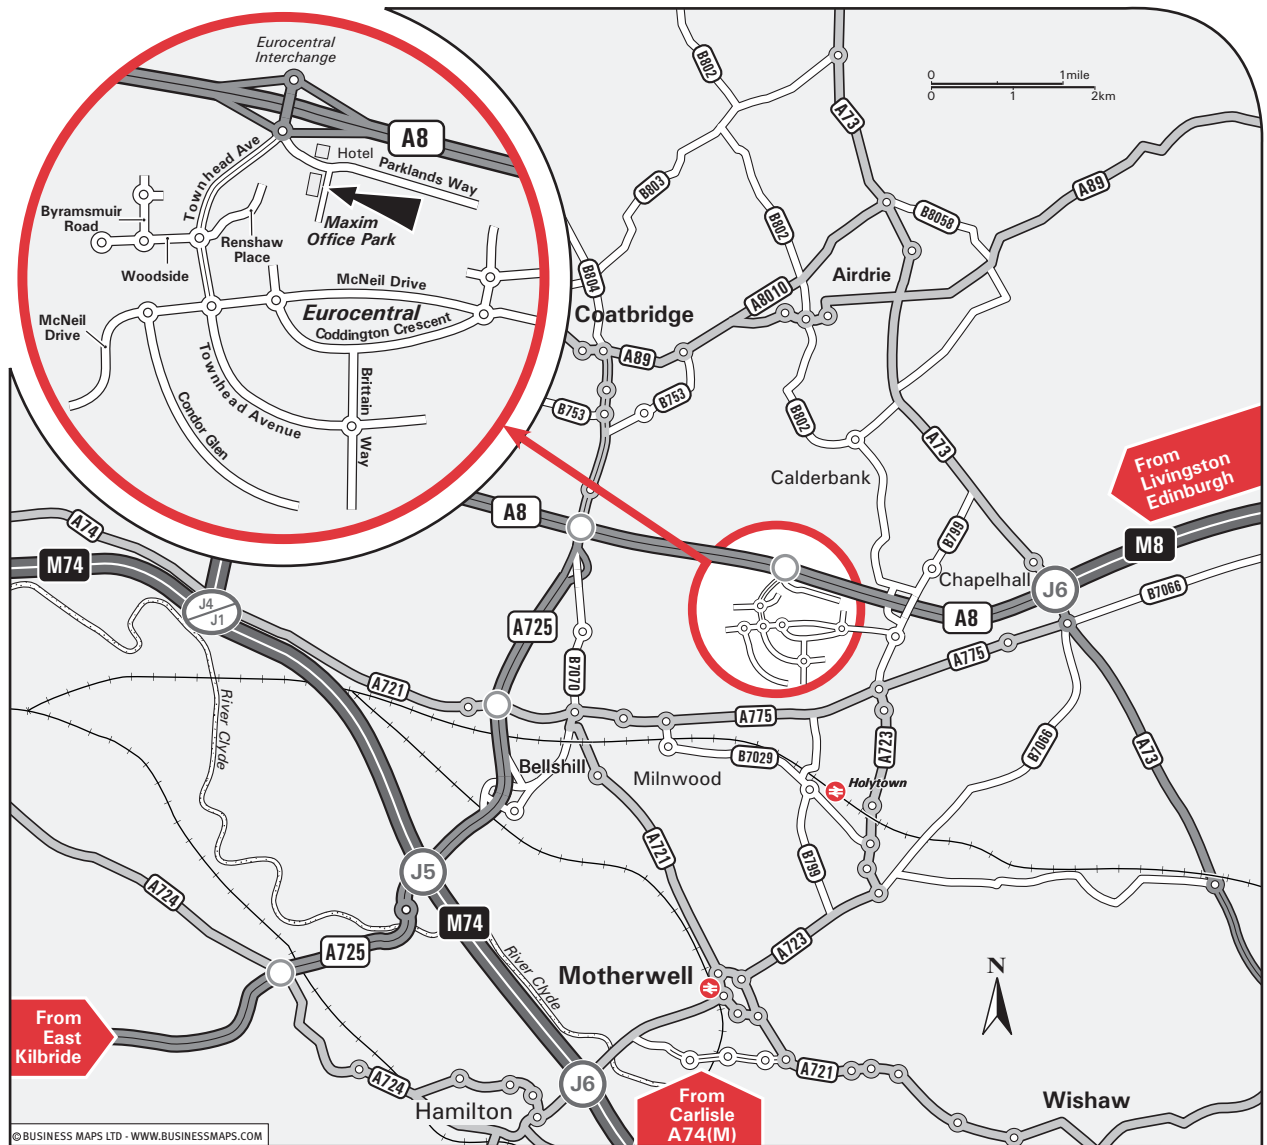 Eurocentral
Interchange
A8
Hotel
Parklands Way
Townhead Ave
Byramsmuir
Road
Woodside
Renshaw
Place
Maxim
Office Park
McNeil Drive
Eurocentral
Coddington Crescent
McNeil
Drive
Townhead Avenue
Condor Glen
Brittain Way
0 1mile
0 1 2km
B802
A73
B803
A89
B802
B8058
B804
Airdrie
A8010
Coatbridge
A89
B753
B753
B802
A73
Calderbank
From
Livingston
Edinburgh
A8
A74
M74
B799
M8
Chapelhall
J6
B7066
J4
J1
A8
A725
B7070
A775
A721
A775
River Clyde
A723
B7066
A73
Bellshill
Milnwood
B7029
Holytown
A721
B799
J5
A724
M74
A725
A723
River Clyde
Motherwell
N
From
East
Kilbride
A724
J6
A721
Hamilton
From
Carlisle
A74(M)
Wishaw
© BUSINESS MAPS LTD - WWW.BUSINESSMAPS.COM